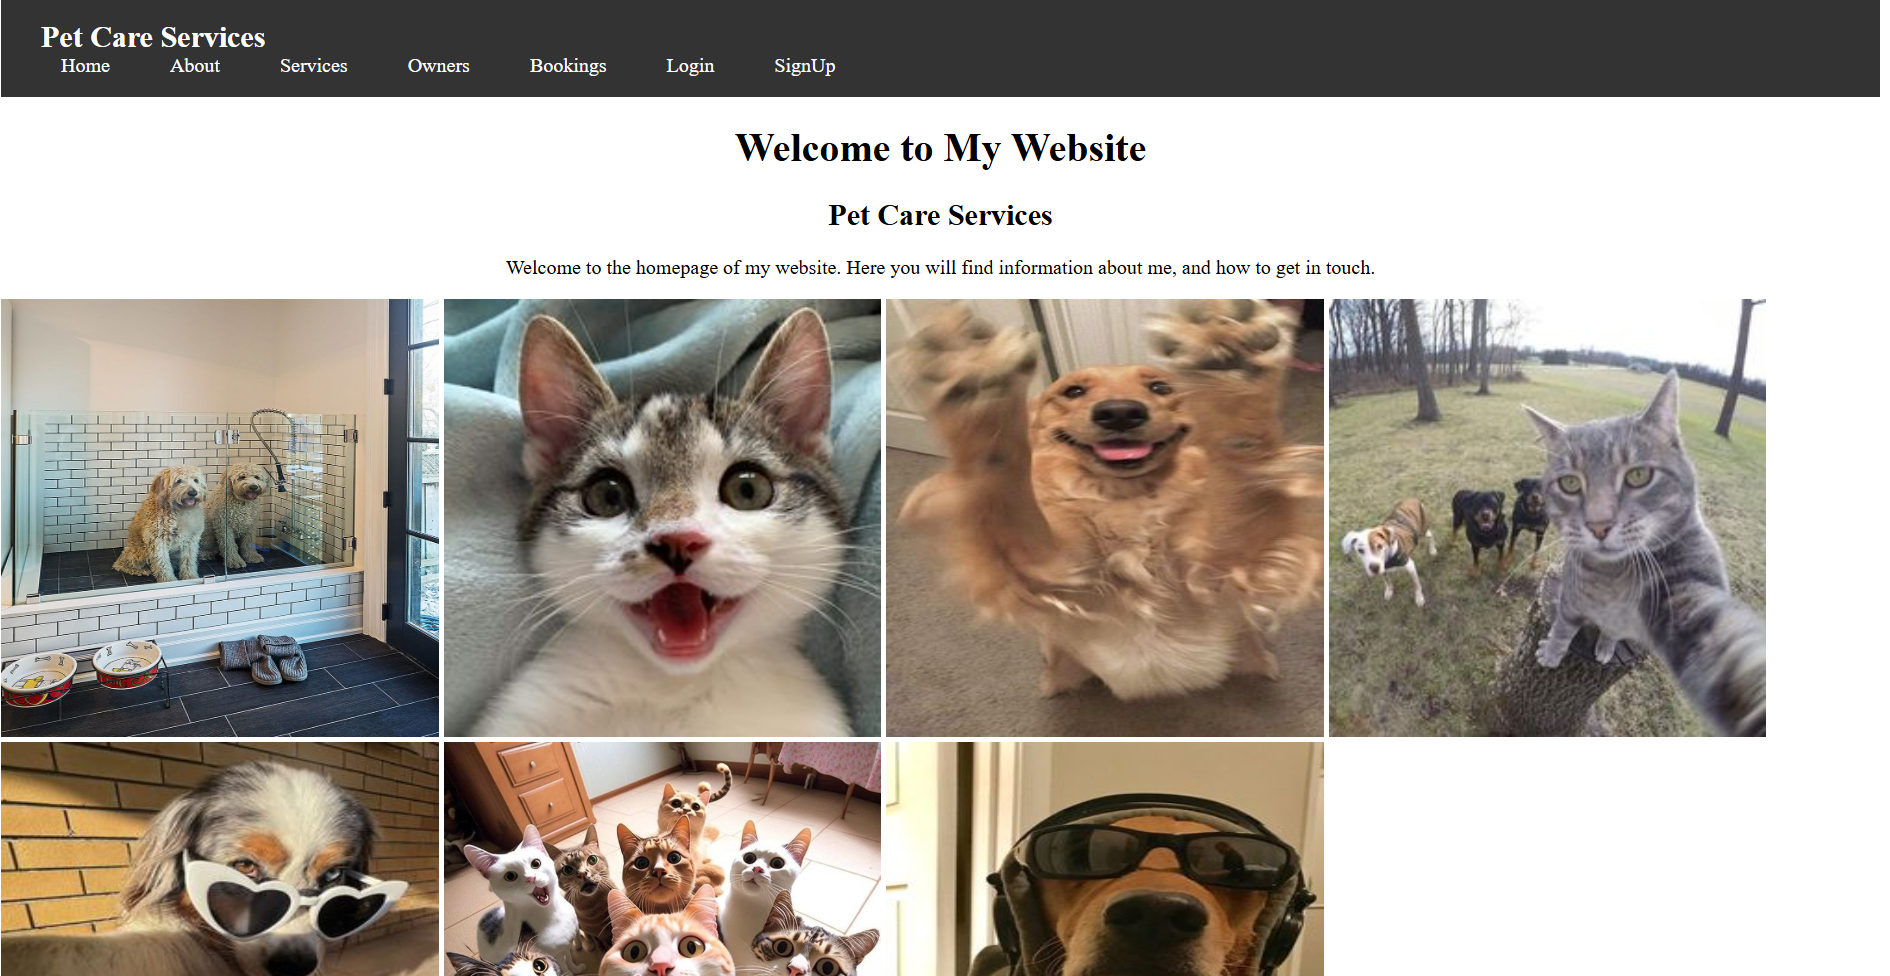 Pet Care Services
Home About Services Owners Bookings Login SignUp
Welcome to My Website
Pet Care Services
Welcome to the homepage of my website. Here you will find information about me, and how to get in touch.